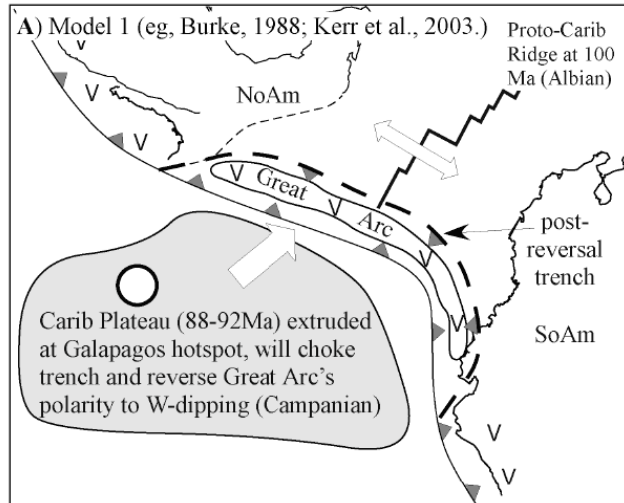 A) Model 1 (eg, Burke, 1988; Kerr et al., 2003.)
Proto-Carib
Ridge at 100
Ma (Albian)
V
V
NoAm
V
Great
V
Arc
V
V
post-
reversal
trench
SoAm
Carib Plateau (88-92Ma) extruded
at Galapagos hotspot, will choke
trench and reverse Great Arc's
polarity to W-dipping (Campanian)
V
V